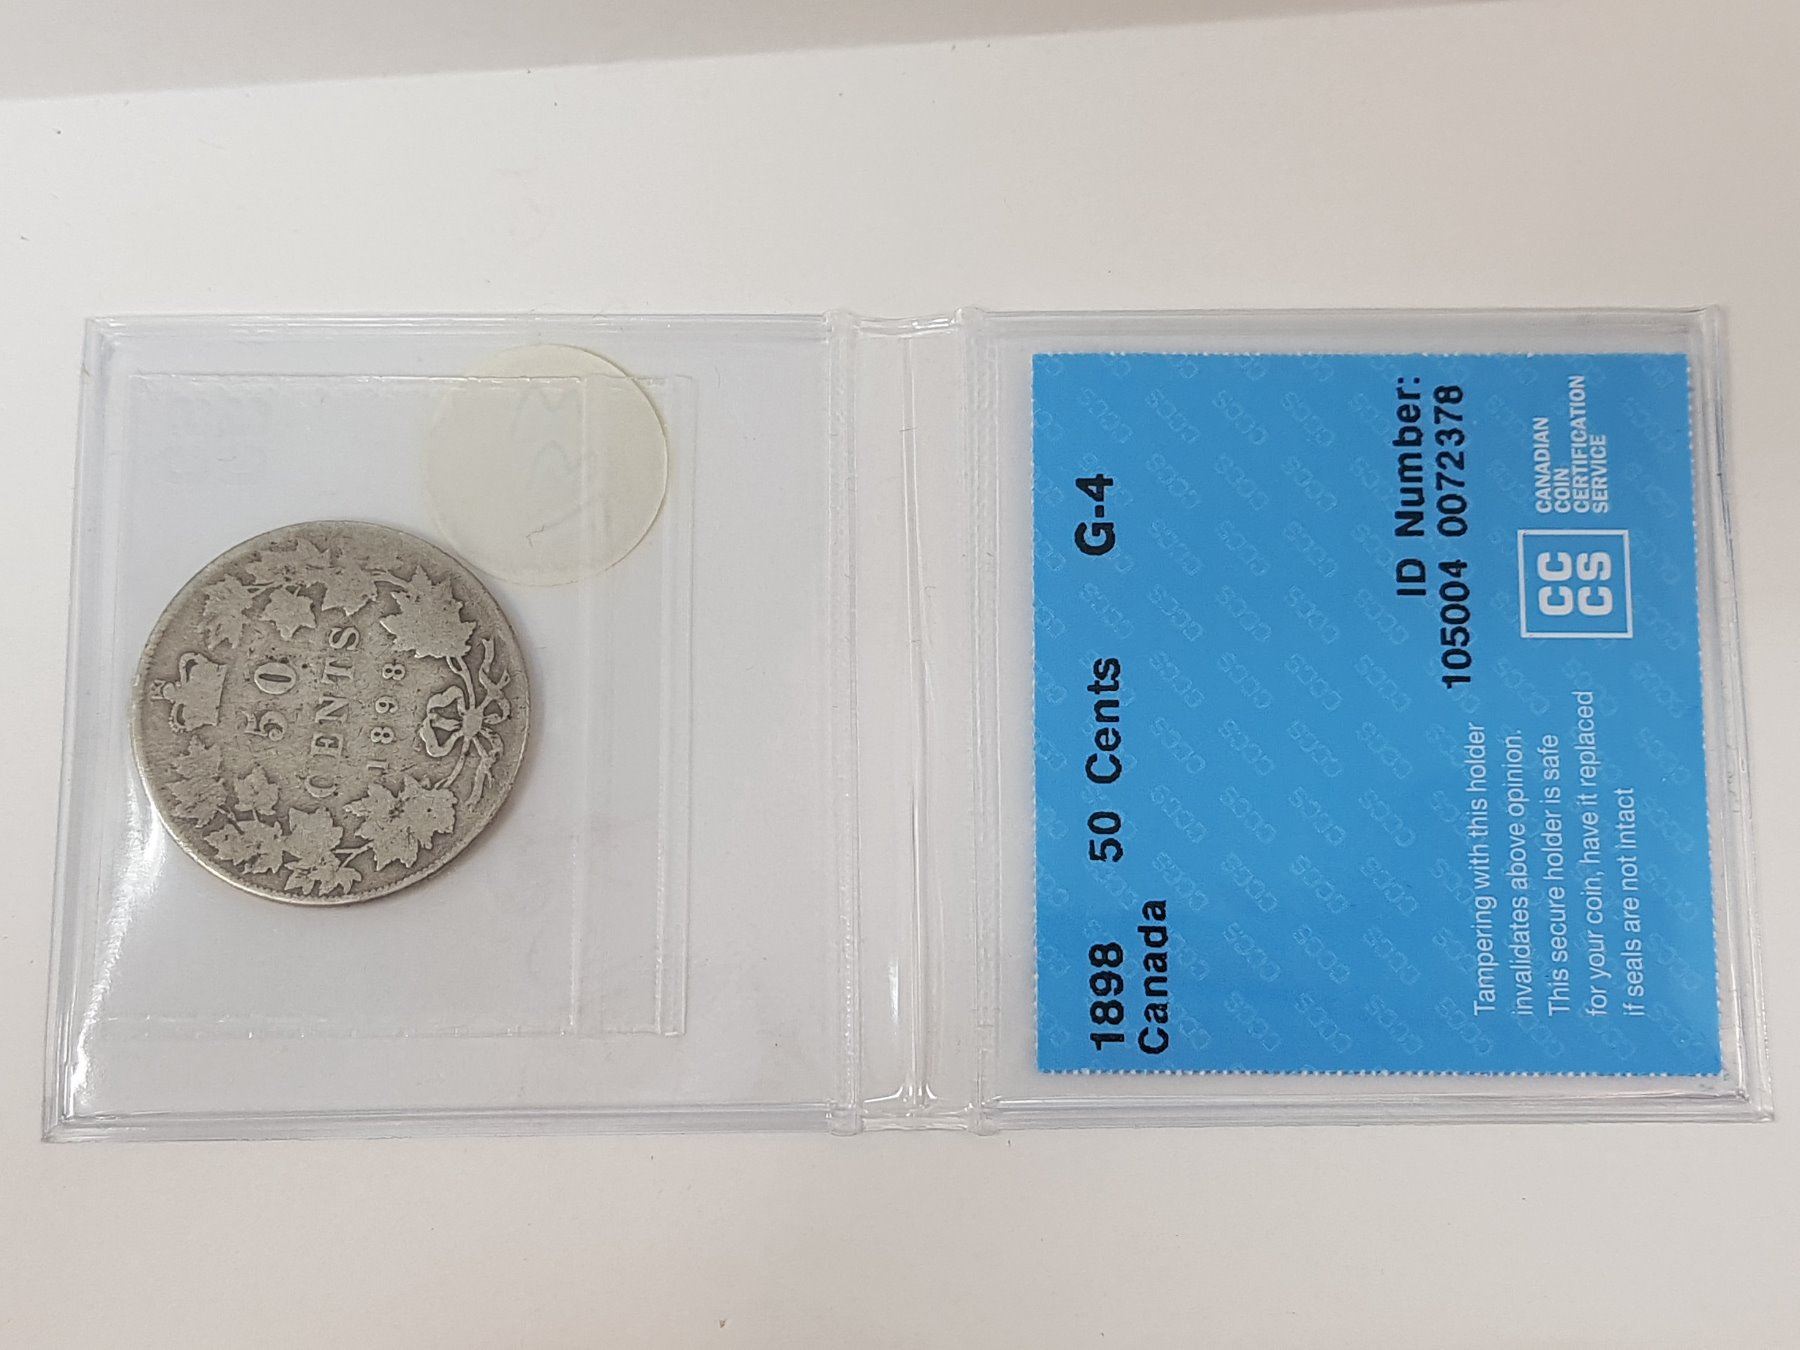 50
CENTS
1898
1898 50 Cents G-4
Canada
ID Number:
105004 0072378
Tampering with this holder
invalidates above opinion.
This secure holder is safe
for your coin, have it replaced
if seals are not intact
CC
CS
CANADIAN
COIN
CERTIFICATION
SERVICE